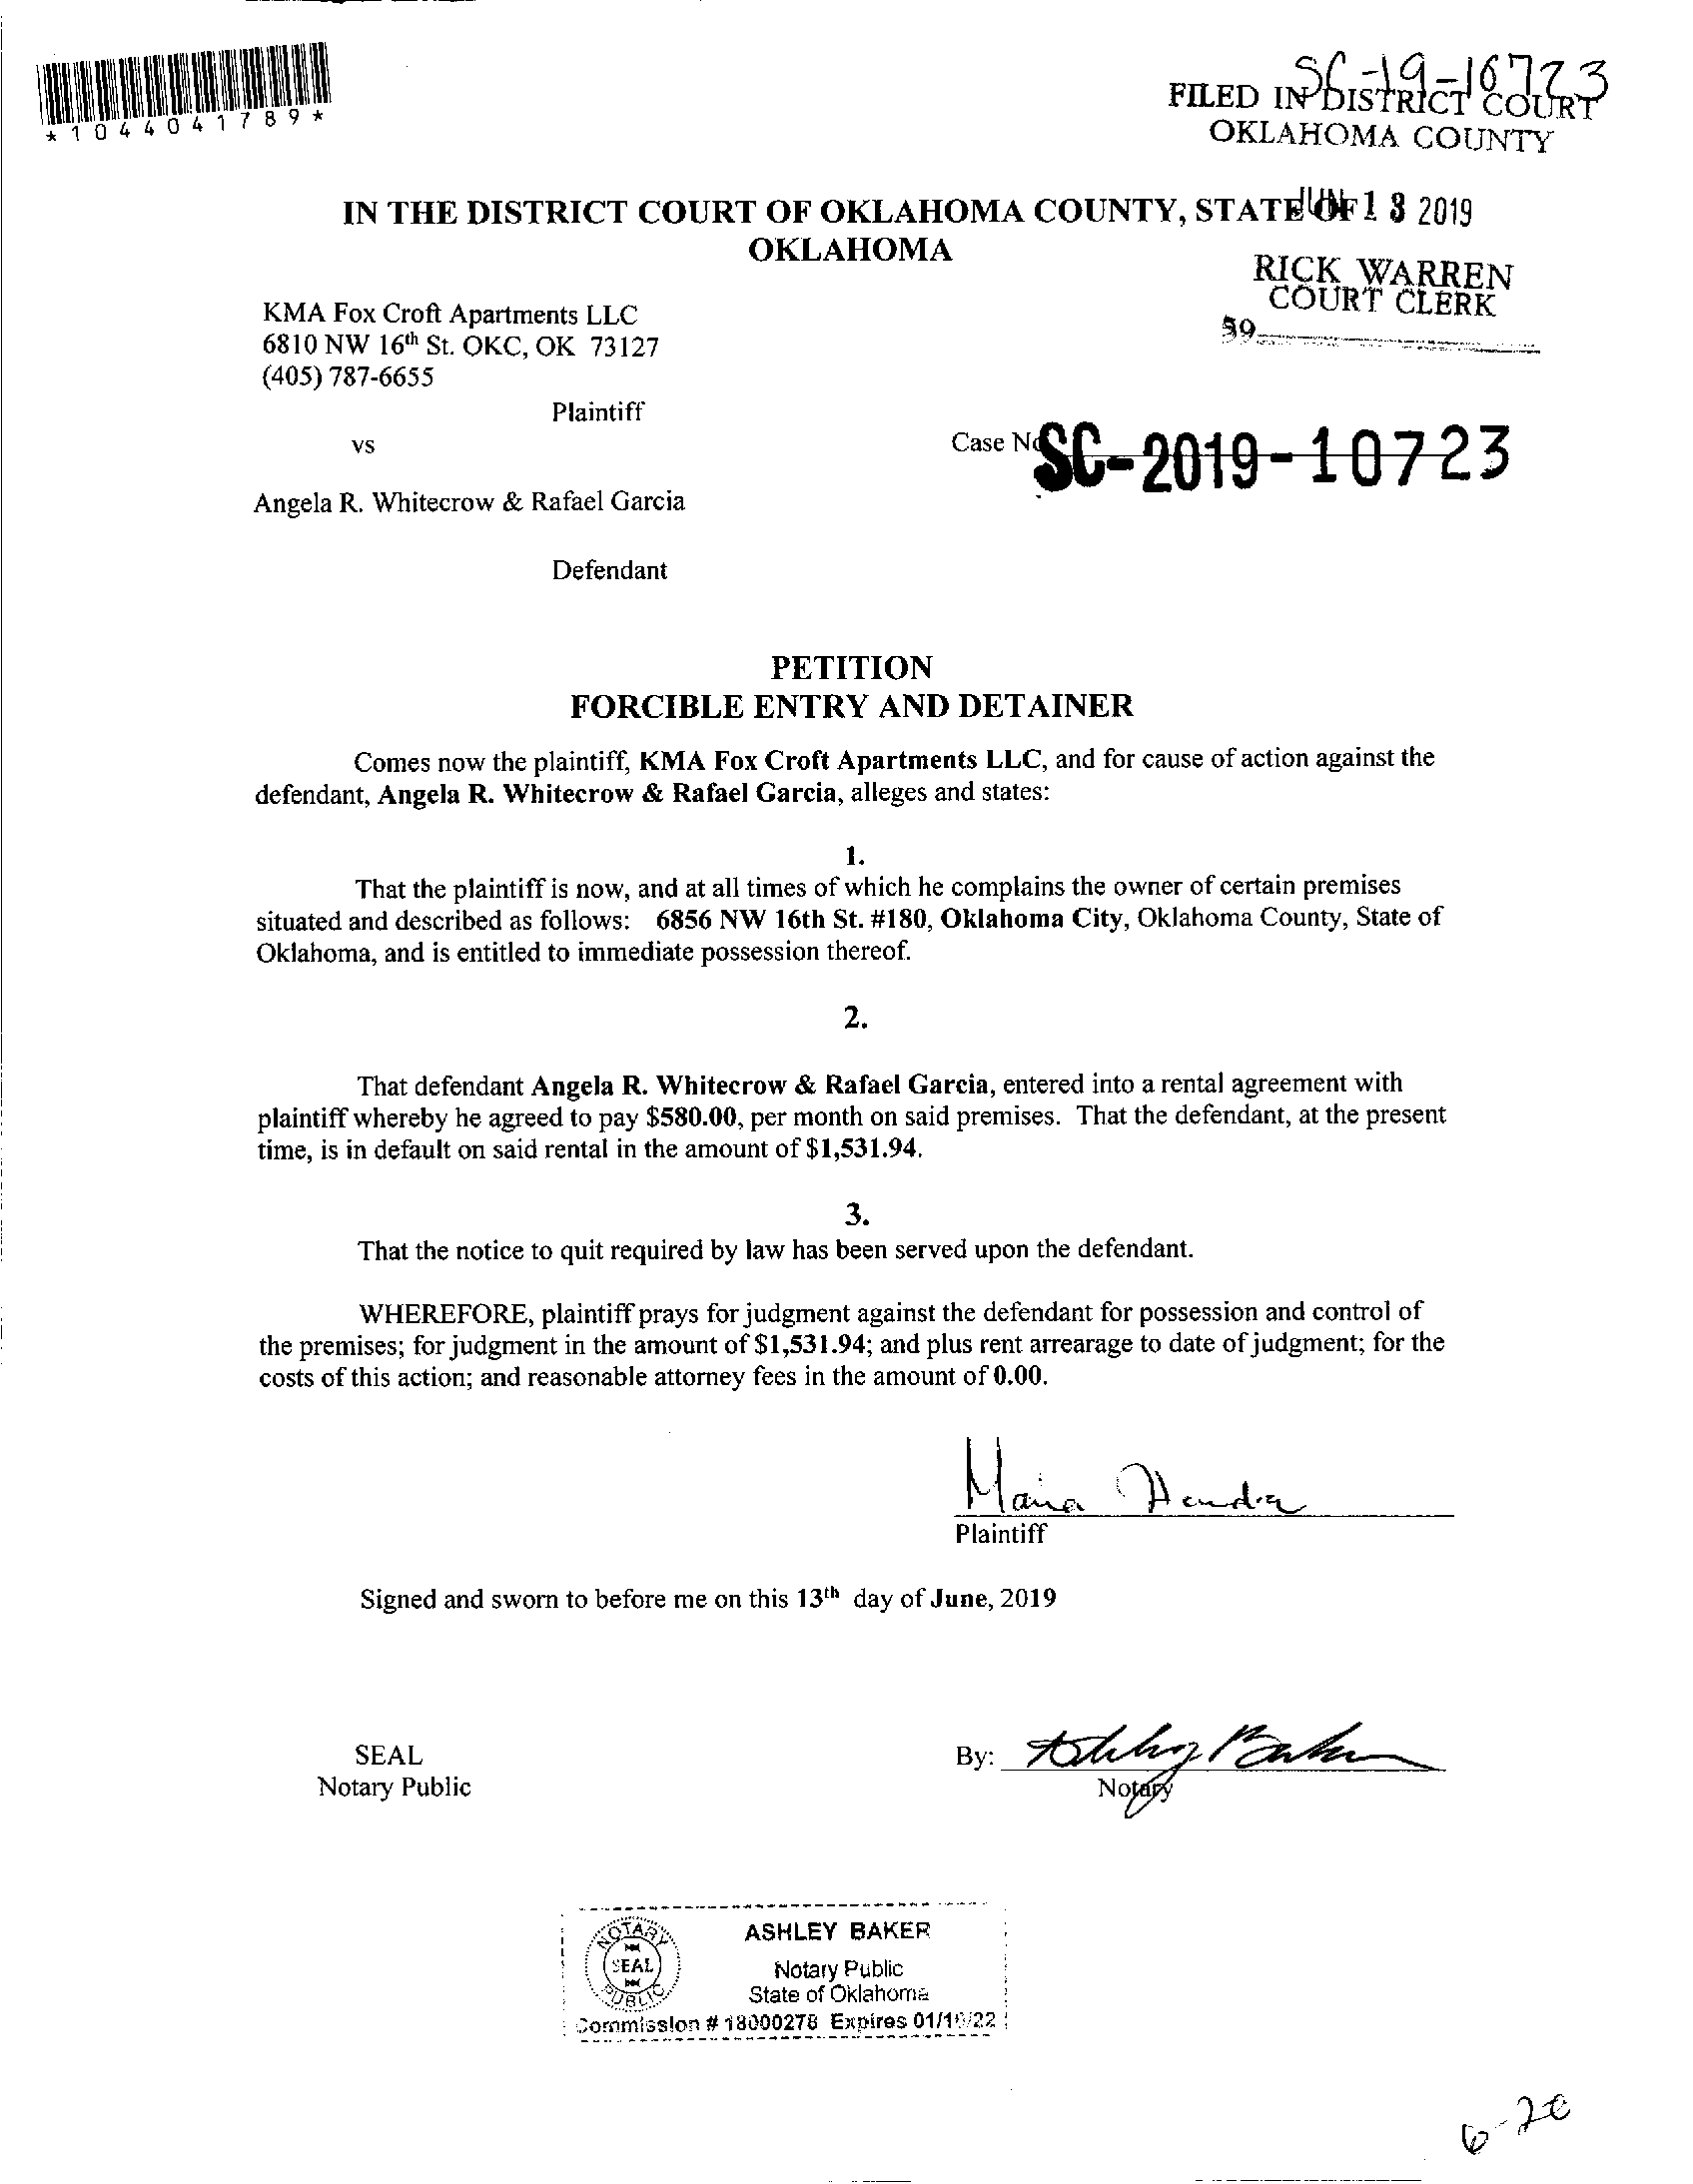 *1044041789*
SC-19-10723
FILED IN DISTRICT COURT
OKLAHOMA COUNTY
JUN 13 2019
IN THE DISTRICT COURT OF OKLAHOMA COUNTY, STATE OF
OKLAHOMA
RICK WARREN
COURT CLERK
39
KMA Fox Croft Apartments LLC
6810 NW 16th St. OKC, OK 73127
(405) 787-6655
Plaintiff
vs
Case No
SC-2019-10723
Angela R. Whitecrow & Rafael Garcia
Defendant
PETITION
FORCIBLE ENTRY AND DETAINER
Comes now the plaintiff, KMA Fox Croft Apartments LLC, and for cause of action against the
defendant, Angela R. Whitecrow & Rafael Garcia, alleges and states:
1.
That the plaintiff is now, and at all times of which he complains the owner of certain premises
situated and described as follows: 6856 NW 16th St. #180, Oklahoma City, Oklahoma County, State of
Oklahoma, and is entitled to immediate possession thereof.
2.
That defendant Angela R. Whitecrow & Rafael Garcia, entered into a rental agreement with
plaintiff whereby he agreed to pay $580.00, per month on said premises. That the defendant, at the present
time, is in default on said rental in the amount of $1,531.94.
3.
That the notice to quit required by law has been served upon the defendant.
WHEREFORE, plaintiff prays for judgment against the defendant for possession and control of
the premises; for judgment in the amount of $1,531.94; and plus rent arrearage to date of judgment; for the
costs of this action; and reasonable attorney fees in the amount of 0.00.
Plaintiff
Signed and sworn to before me on this 13th day of June, 2019
SEAL
Notary Public
By: Ashley Baker
Notary
NOTARY
SEAL
PUBLIC
ASHLEY BAKER
Notary Public
State of Oklahoma
Commission # 18000278 Expires
6-20